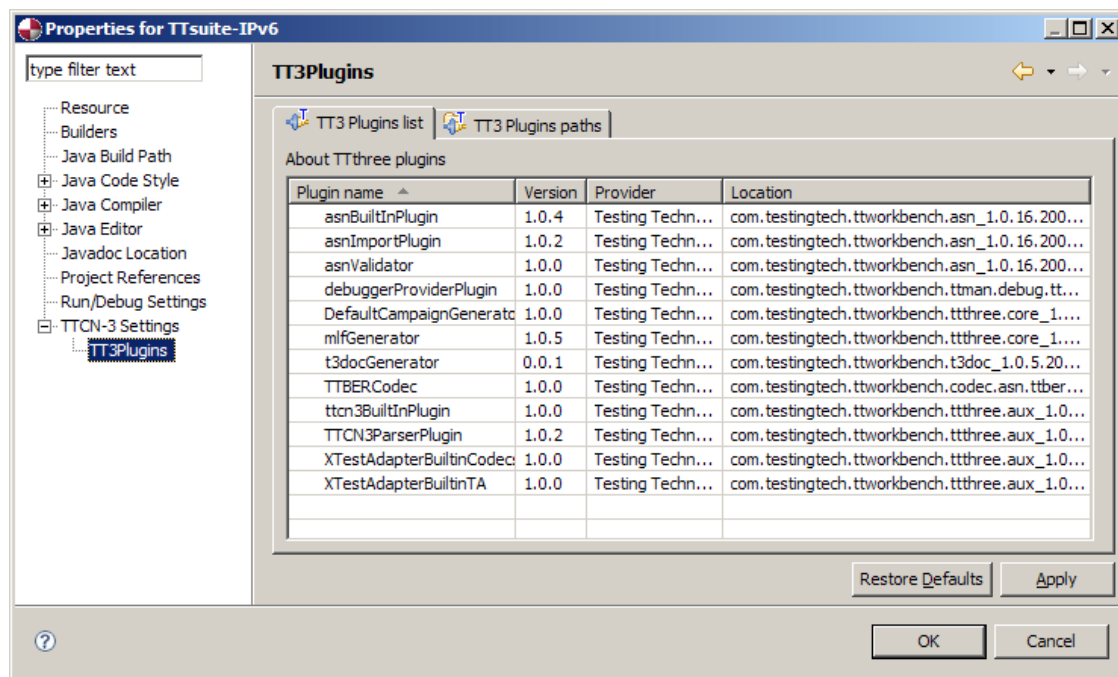 Properties for TTsuite-IPv6
type filter text
TT3Plugins
Resource
Builders
Java Build Path
Java Code Style
Java Compiler
Java Editor
Javadoc Location
Project References
Run/Debug Settings
TTCN-3 Settings
TT3Plugins
TT3 Plugins list
TT3 Plugins paths
About TTthree plugins
Plugin name Version Provider Location
asnBuiltInPlugin 1.0.4 Testing Techn... com.testingtech.ttworkbench.asn_1.0.16.200...
asnImportPlugin 1.0.2 Testing Techn... com.testingtech.ttworkbench.asn_1.0.16.200...
asnValidator 1.0.0 Testing Techn... com.testingtech.ttworkbench.asn_1.0.16.200...
debuggerProviderPlugin 1.0.0 Testing Techn... com.testingtech.ttworkbench.ttman.debug.tt...
DefaultCampaignGenerato 1.0.0 Testing Techn... com.testingtech.ttworkbench.ttthree.core_1....
mlfGenerator 1.0.5 Testing Techn... com.testingtech.ttworkbench.ttthree.core_1....
t3docGenerator 0.0.1 Testing Techn... com.testingtech.ttworkbench.t3doc_1.0.5.20...
TTBERCodec 1.0.0 Testing Techn... com.testingtech.ttworkbench.codec.asn.ttber...
ttcn3BuiltInPlugin 1.0.0 Testing Techn... com.testingtech.ttworkbench.ttthree.aux_1.0...
TTCN3ParserPlugin 1.0.2 Testing Techn... com.testingtech.ttworkbench.ttthree.aux_1.0...
XTestAdapterBuiltinCodecs 1.0.0 Testing Techn... com.testingtech.ttworkbench.ttthree.aux_1.0...
XTestAdapterBuiltinTA 1.0.0 Testing Techn... com.testingtech.ttworkbench.ttthree.aux_1.0...
Restore Defaults
Apply
OK
Cancel